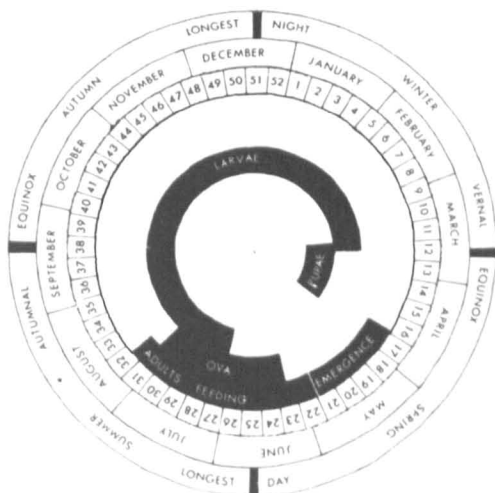 LONGEST NIGHT
WINTER
VERNAL EQUINOX
SPRING
LONGEST DAY
SUMMER
AUTUMNAL EQUINOX
AUTUMN
JANUARY
FEBRUARY
MARCH
APRIL
MAY
JUNE
JULY
AUGUST
SEPTEMBER
OCTOBER
NOVEMBER
DECEMBER
1 2 3 4 5 6 7 8 9 10 11 12 13 14 15 16 17 18 19 20 21 22 23 24 25 26 27 28 29 30 31 32 33 34 35 36 37 38 39 40 41 42 43 44 45 46 47 48 49 50 51 52
LARVAE
PUPAE
EMERGENCE
OVA
ADULTS FEEDING